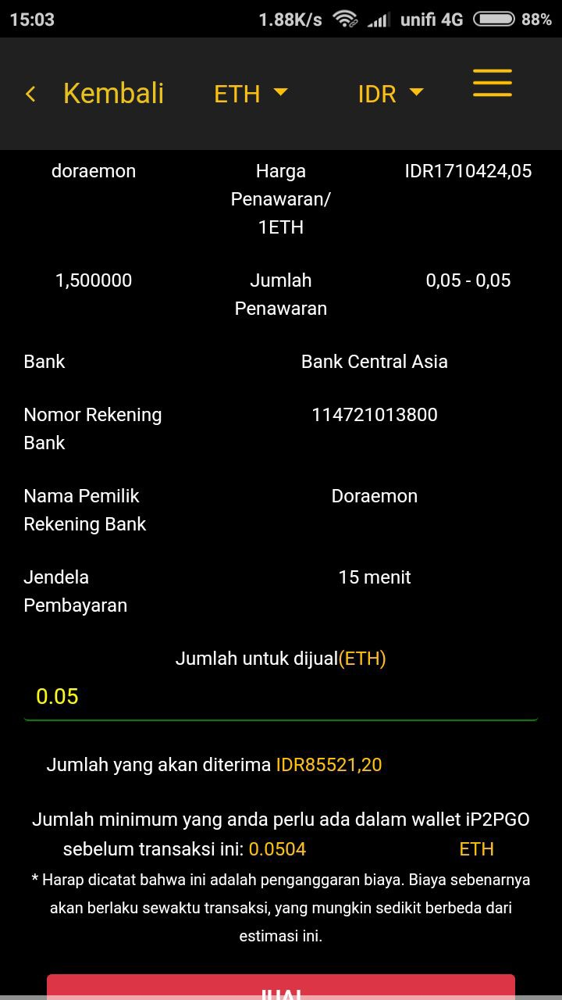 15:03 1.88K/s unifi 4G 88%
Kembali ETH IDR
doraemon Harga IDR1710424,05
Penawaran/
1ETH
1,500000 Jumlah 0,05 - 0,05
Penawaran
Bank Bank Central Asia
Nomor Rekening 114721013800
Bank
Nama Pemilik Doraemon
Rekening Bank
Jendela 15 menit
Pembayaran
Jumlah untuk dijual(ETH)
0.05
Jumlah yang akan diterima IDR85521,20
Jumlah minimum yang anda perlu ada dalam wallet iP2PGO
sebelum transaksi ini: 0.0504 ETH
* Harap dicatat bahwa ini adalah penganggaran biaya. Biaya sebenarnya
akan berlaku sewaktu transaksi, yang mungkin sedikit berbeda dari
estimasi ini.
JUAL